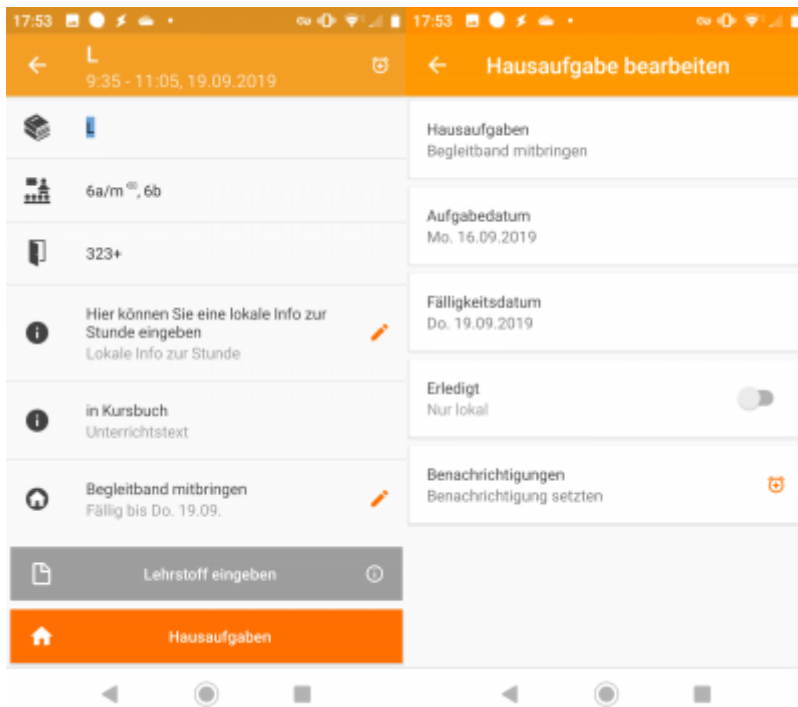 17:53
L
9:35 - 11:05, 19.09.2019
L
6a/m, 6b
323+
Hier können Sie eine lokale Info zur
Stunde eingeben
Lokale Info zur Stunde
in Kursbuch
Unterrichtstext
Begleitband mitbringen
Fällig bis Do. 19.09.
Lehrstoff eingeben
Hausaufgaben
17:53
Hausaufgabe bearbeiten
Hausaufgaben
Begleitband mitbringen
Aufgabedatum
Mo. 16.09.2019
Fälligkeitsdatum
Do. 19.09.2019
Erledigt
Nur lokal
Benachrichtigungen
Benachrichtigung setzten